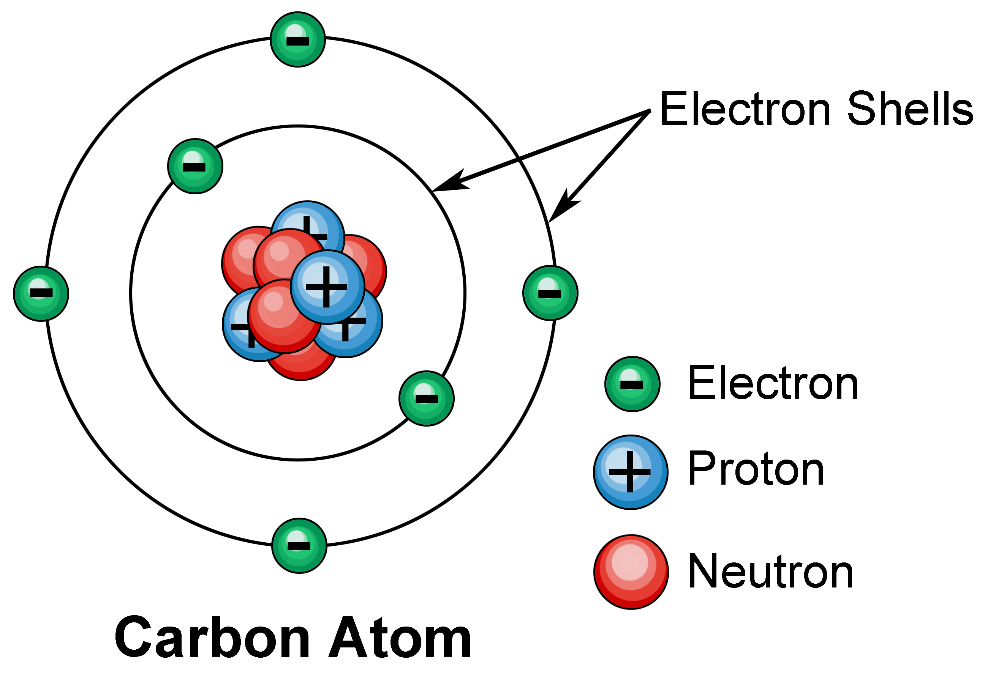 Electron Shells
Electron
Proton
Neutron
Carbon Atom